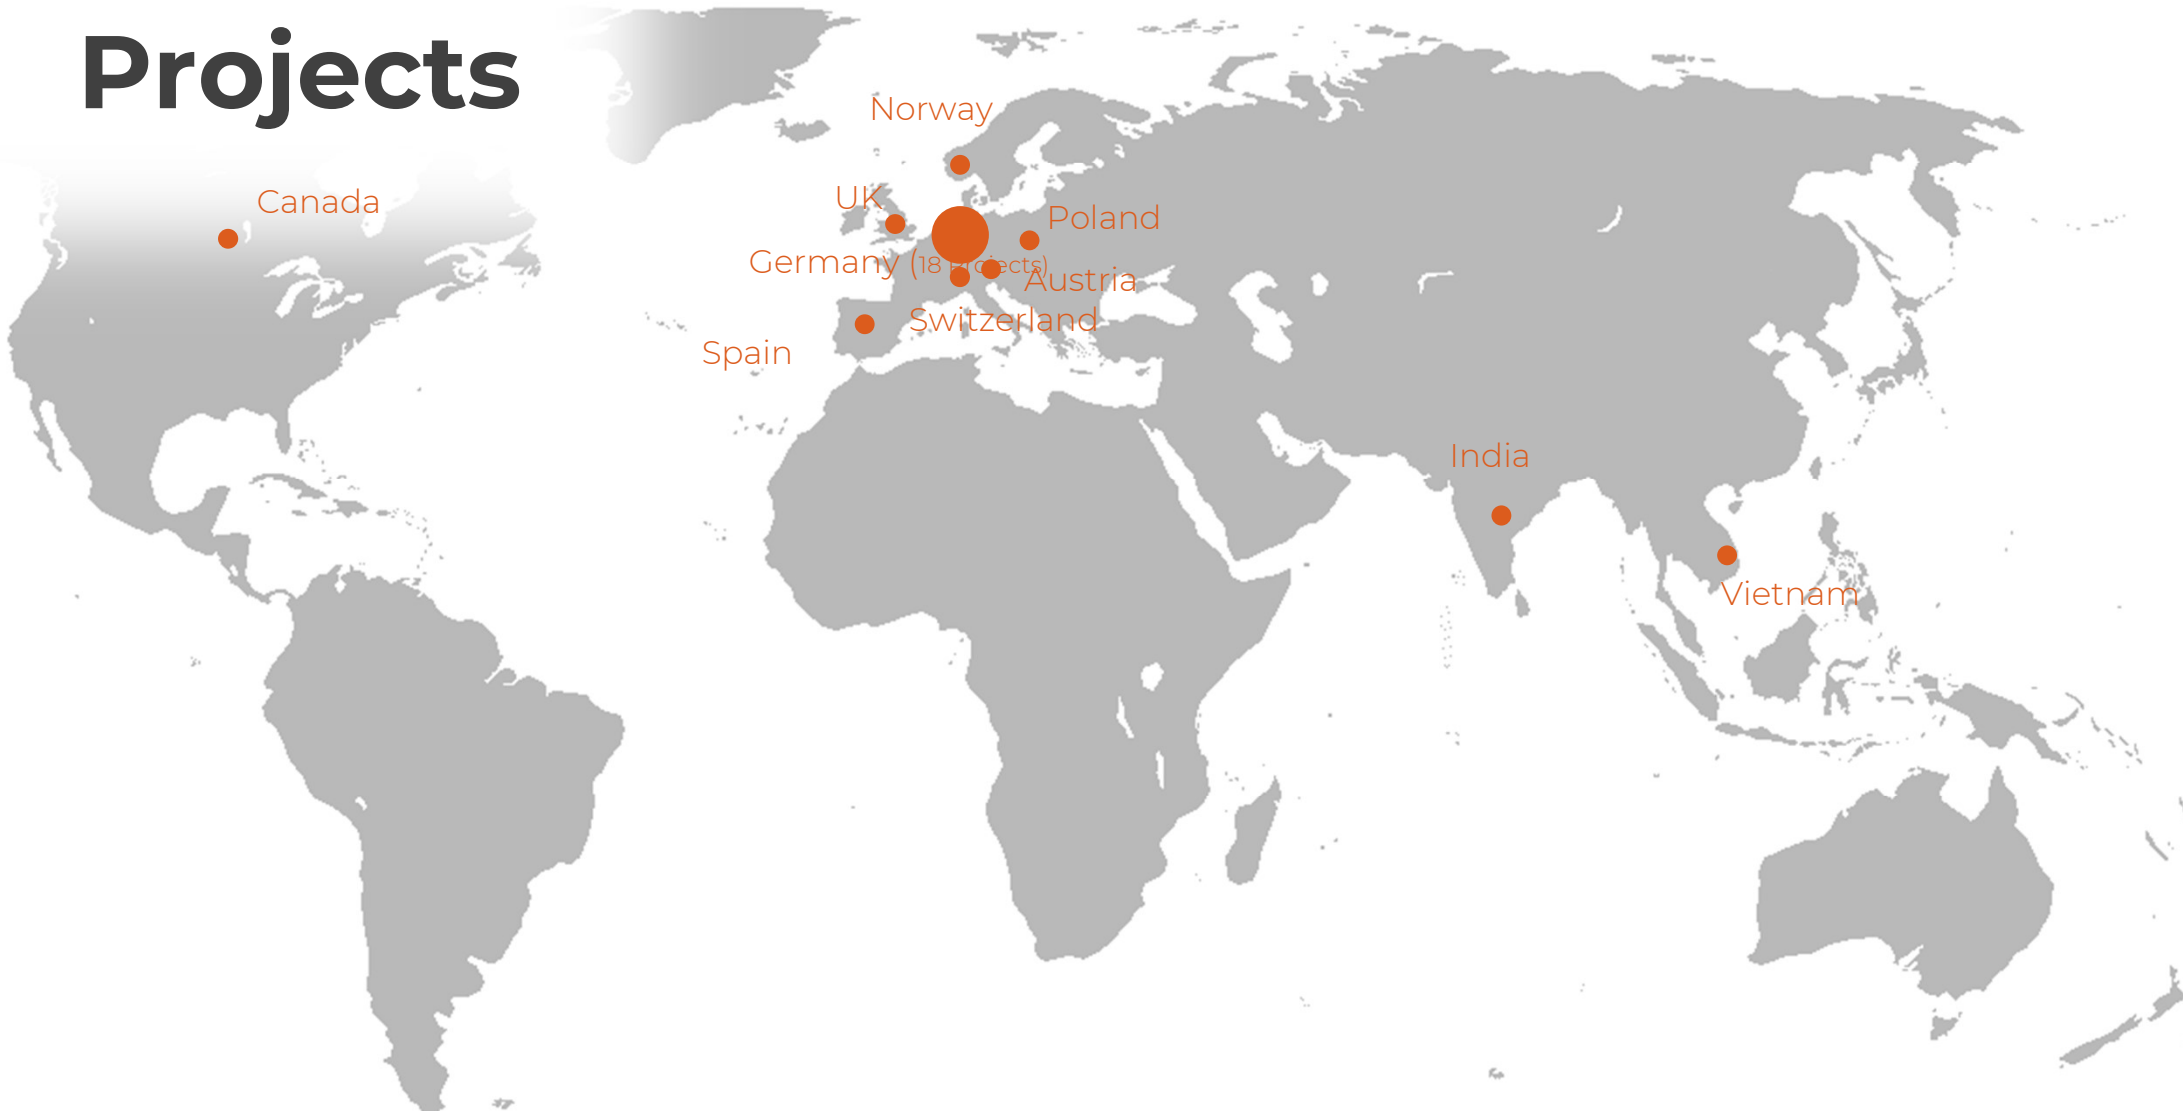 Projects
Norway
Canada
UK
Poland
Germany (18 Projects)
Austria
Switzerland
Spain
India
Vietnam